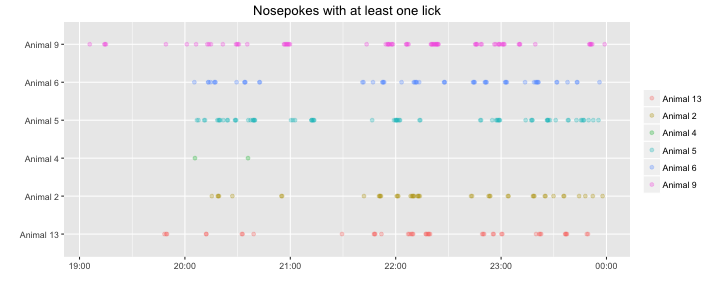 Nosepokes with at least one lick
Animal 9
Animal 6
Animal 5
Animal 4
Animal 2
Animal 13
19:00
20:00
21:00
22:00
23:00
00:00
Animal 13
Animal 2
Animal 4
Animal 5
Animal 6
Animal 9